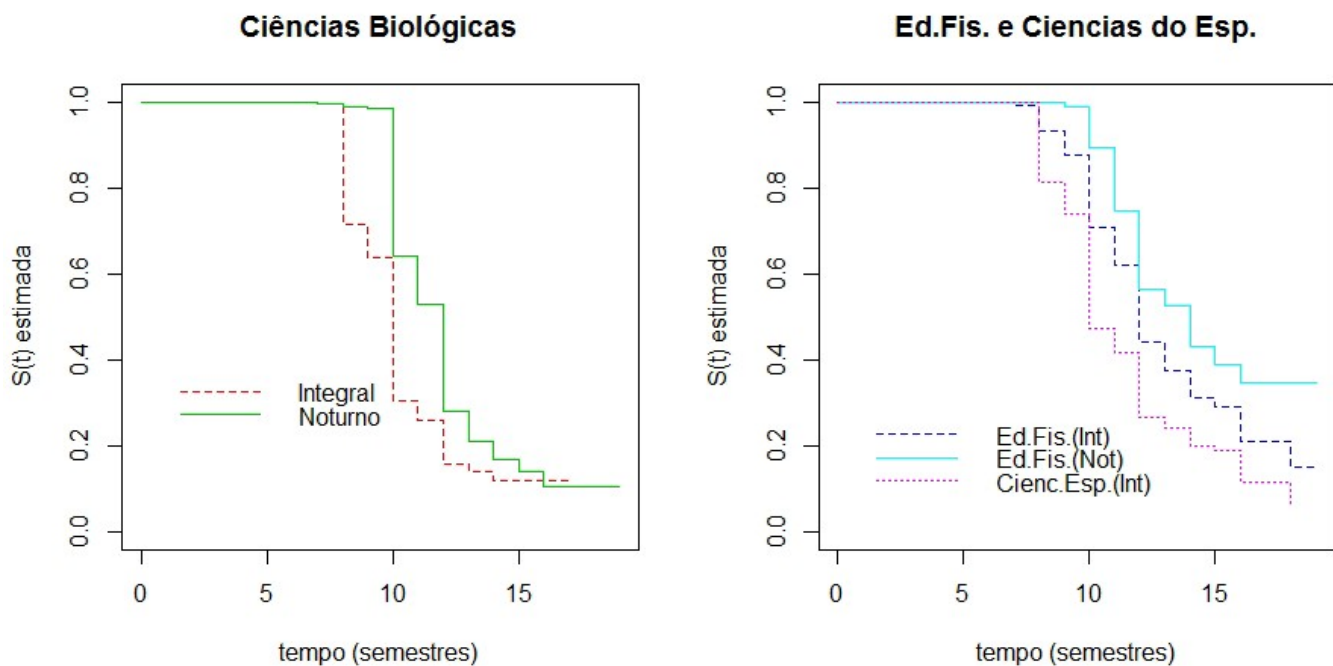 Ciências Biológicas
S(t) estimada
1.0
0.8
0.6
0.4
0.2
0.0
Integral
Noturno
0 5 10 15
tempo (semestres)
Ed.Fis. e Ciencias do Esp.
S(t) estimada
1.0
0.8
0.6
0.4
0.2
0.0
Ed.Fis.(Int)
Ed.Fis.(Not)
Cienc.Esp.(Int)
0 5 10 15
tempo (semestres)